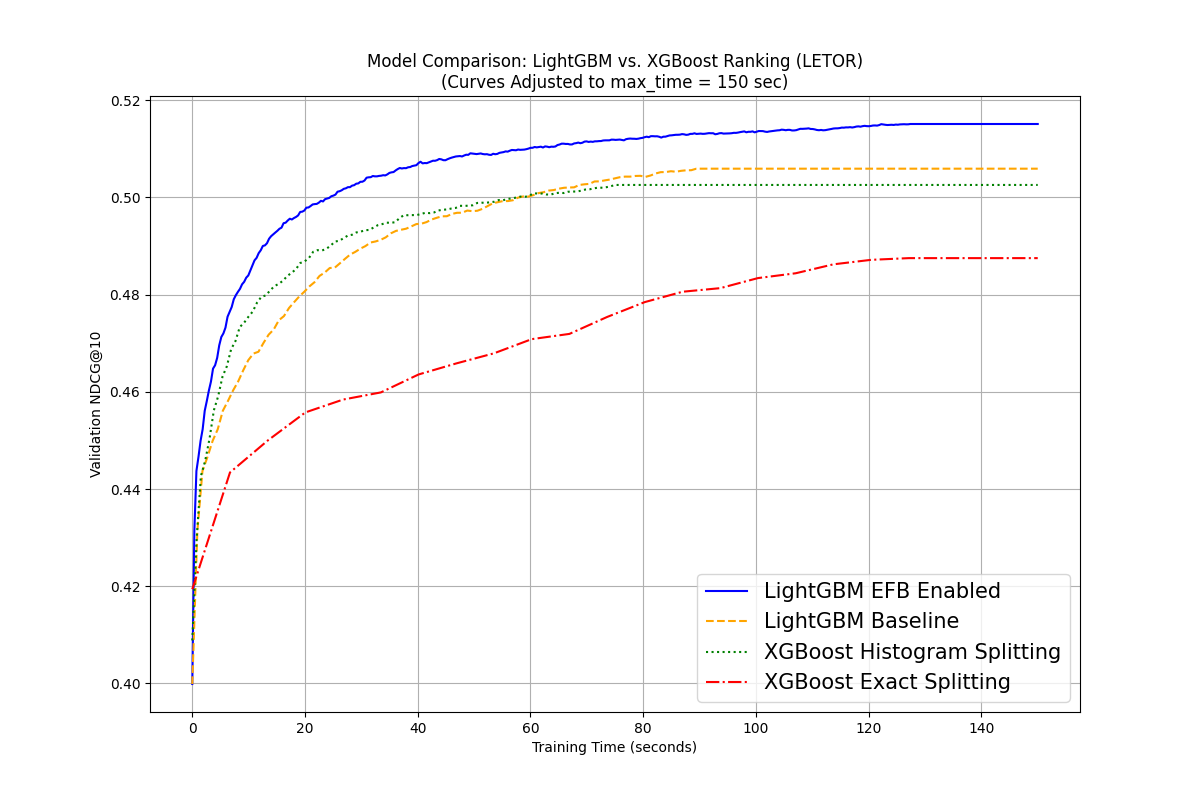 Model Comparison: LightGBM vs. XGBoost Ranking (LETOR)
(Curves Adjusted to max_time = 150 sec)
0.52
0.50
0.48
0.46
0.44
0.42
0.40
Validation NDCG@10
LightGBM EFB Enabled
LightGBM Baseline
XGBoost Histogram Splitting
XGBoost Exact Splitting
0 20 40 60 80 100 120 140
Training Time (seconds)